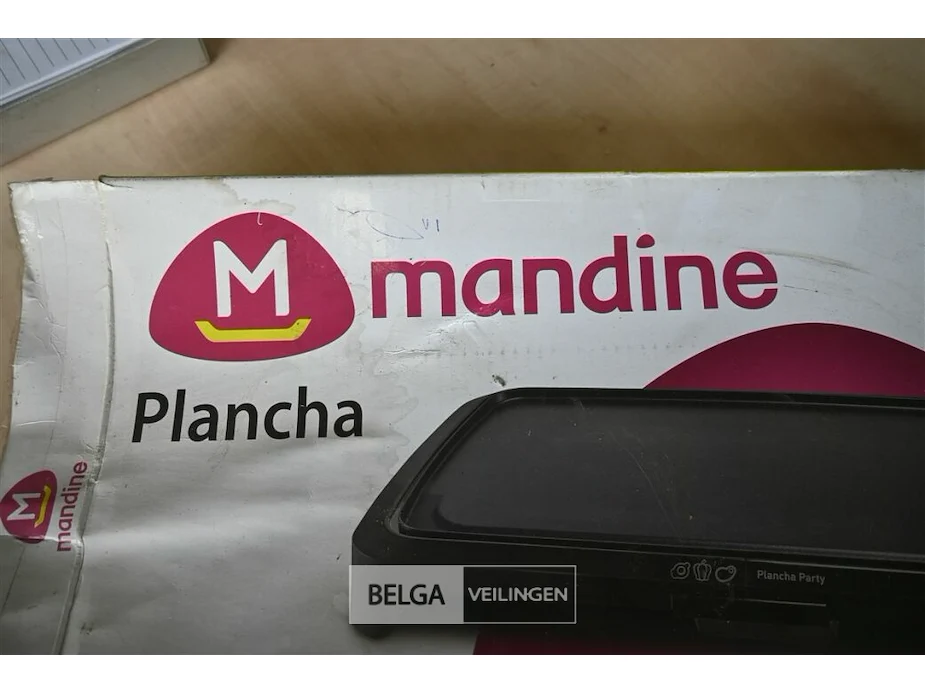 M mandine
Plancha
M mandine
Plancha Party
BELGA VEILINGEN